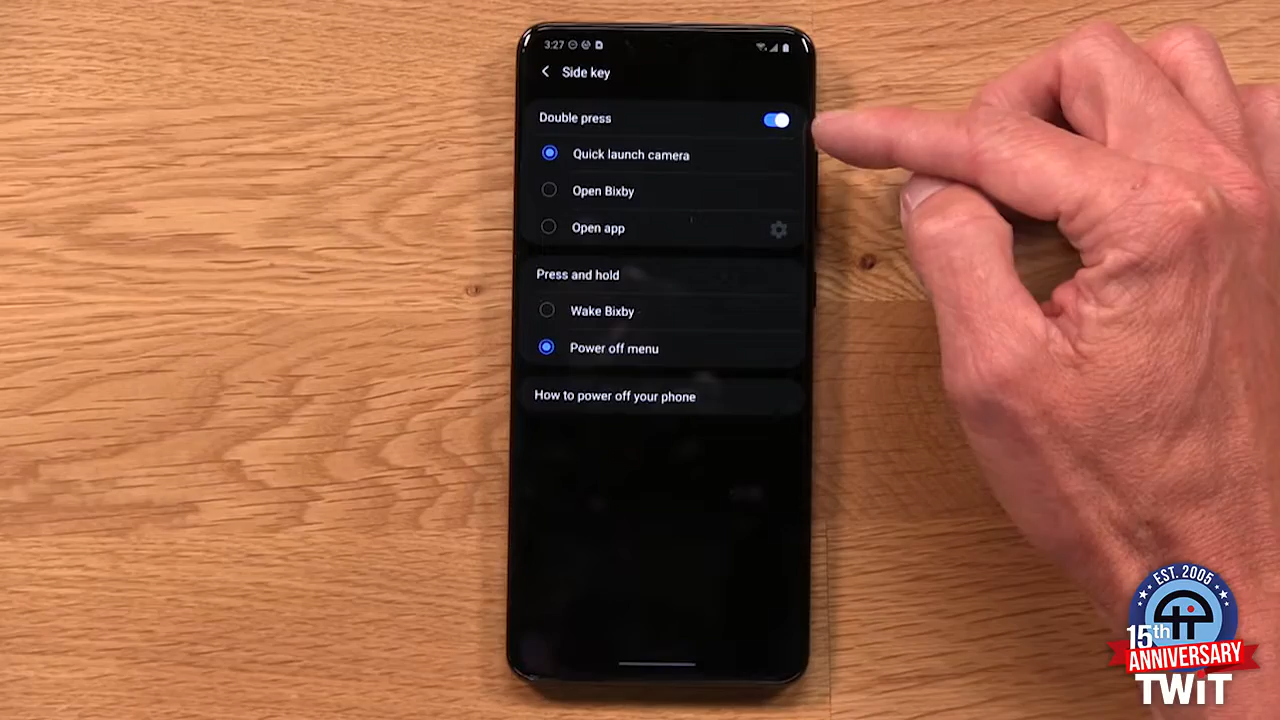 3:27
Side key
Double press
Quick launch camera
Open Bixby
Open app
Press and hold
Wake Bixby
Power off menu
How to power off your phone
EST. 2005
15th
ANNIVERSARY
TWiT